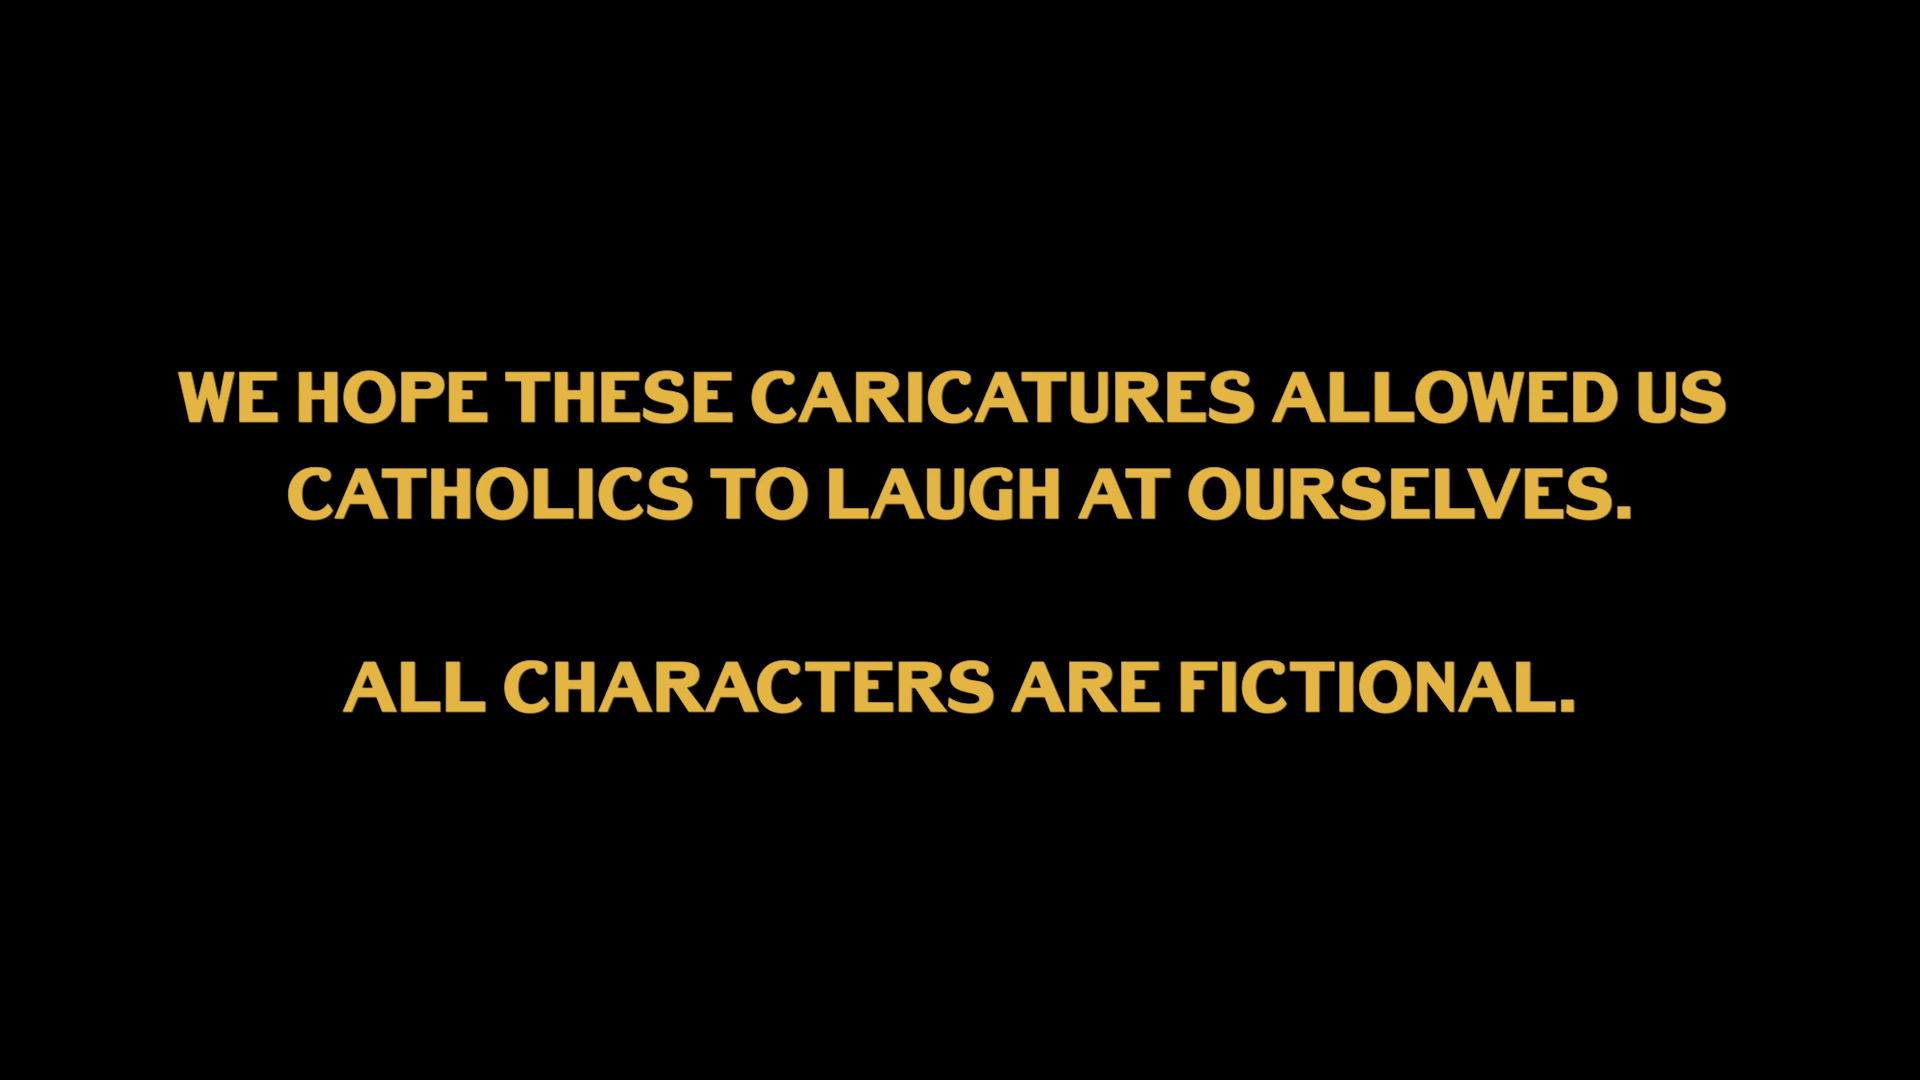 WE HOPE THESE CARICATURES ALLOWED US
CATHOLICS TO LAUGH AT OURSELVES.
ALL CHARACTERS ARE FICTIONAL.